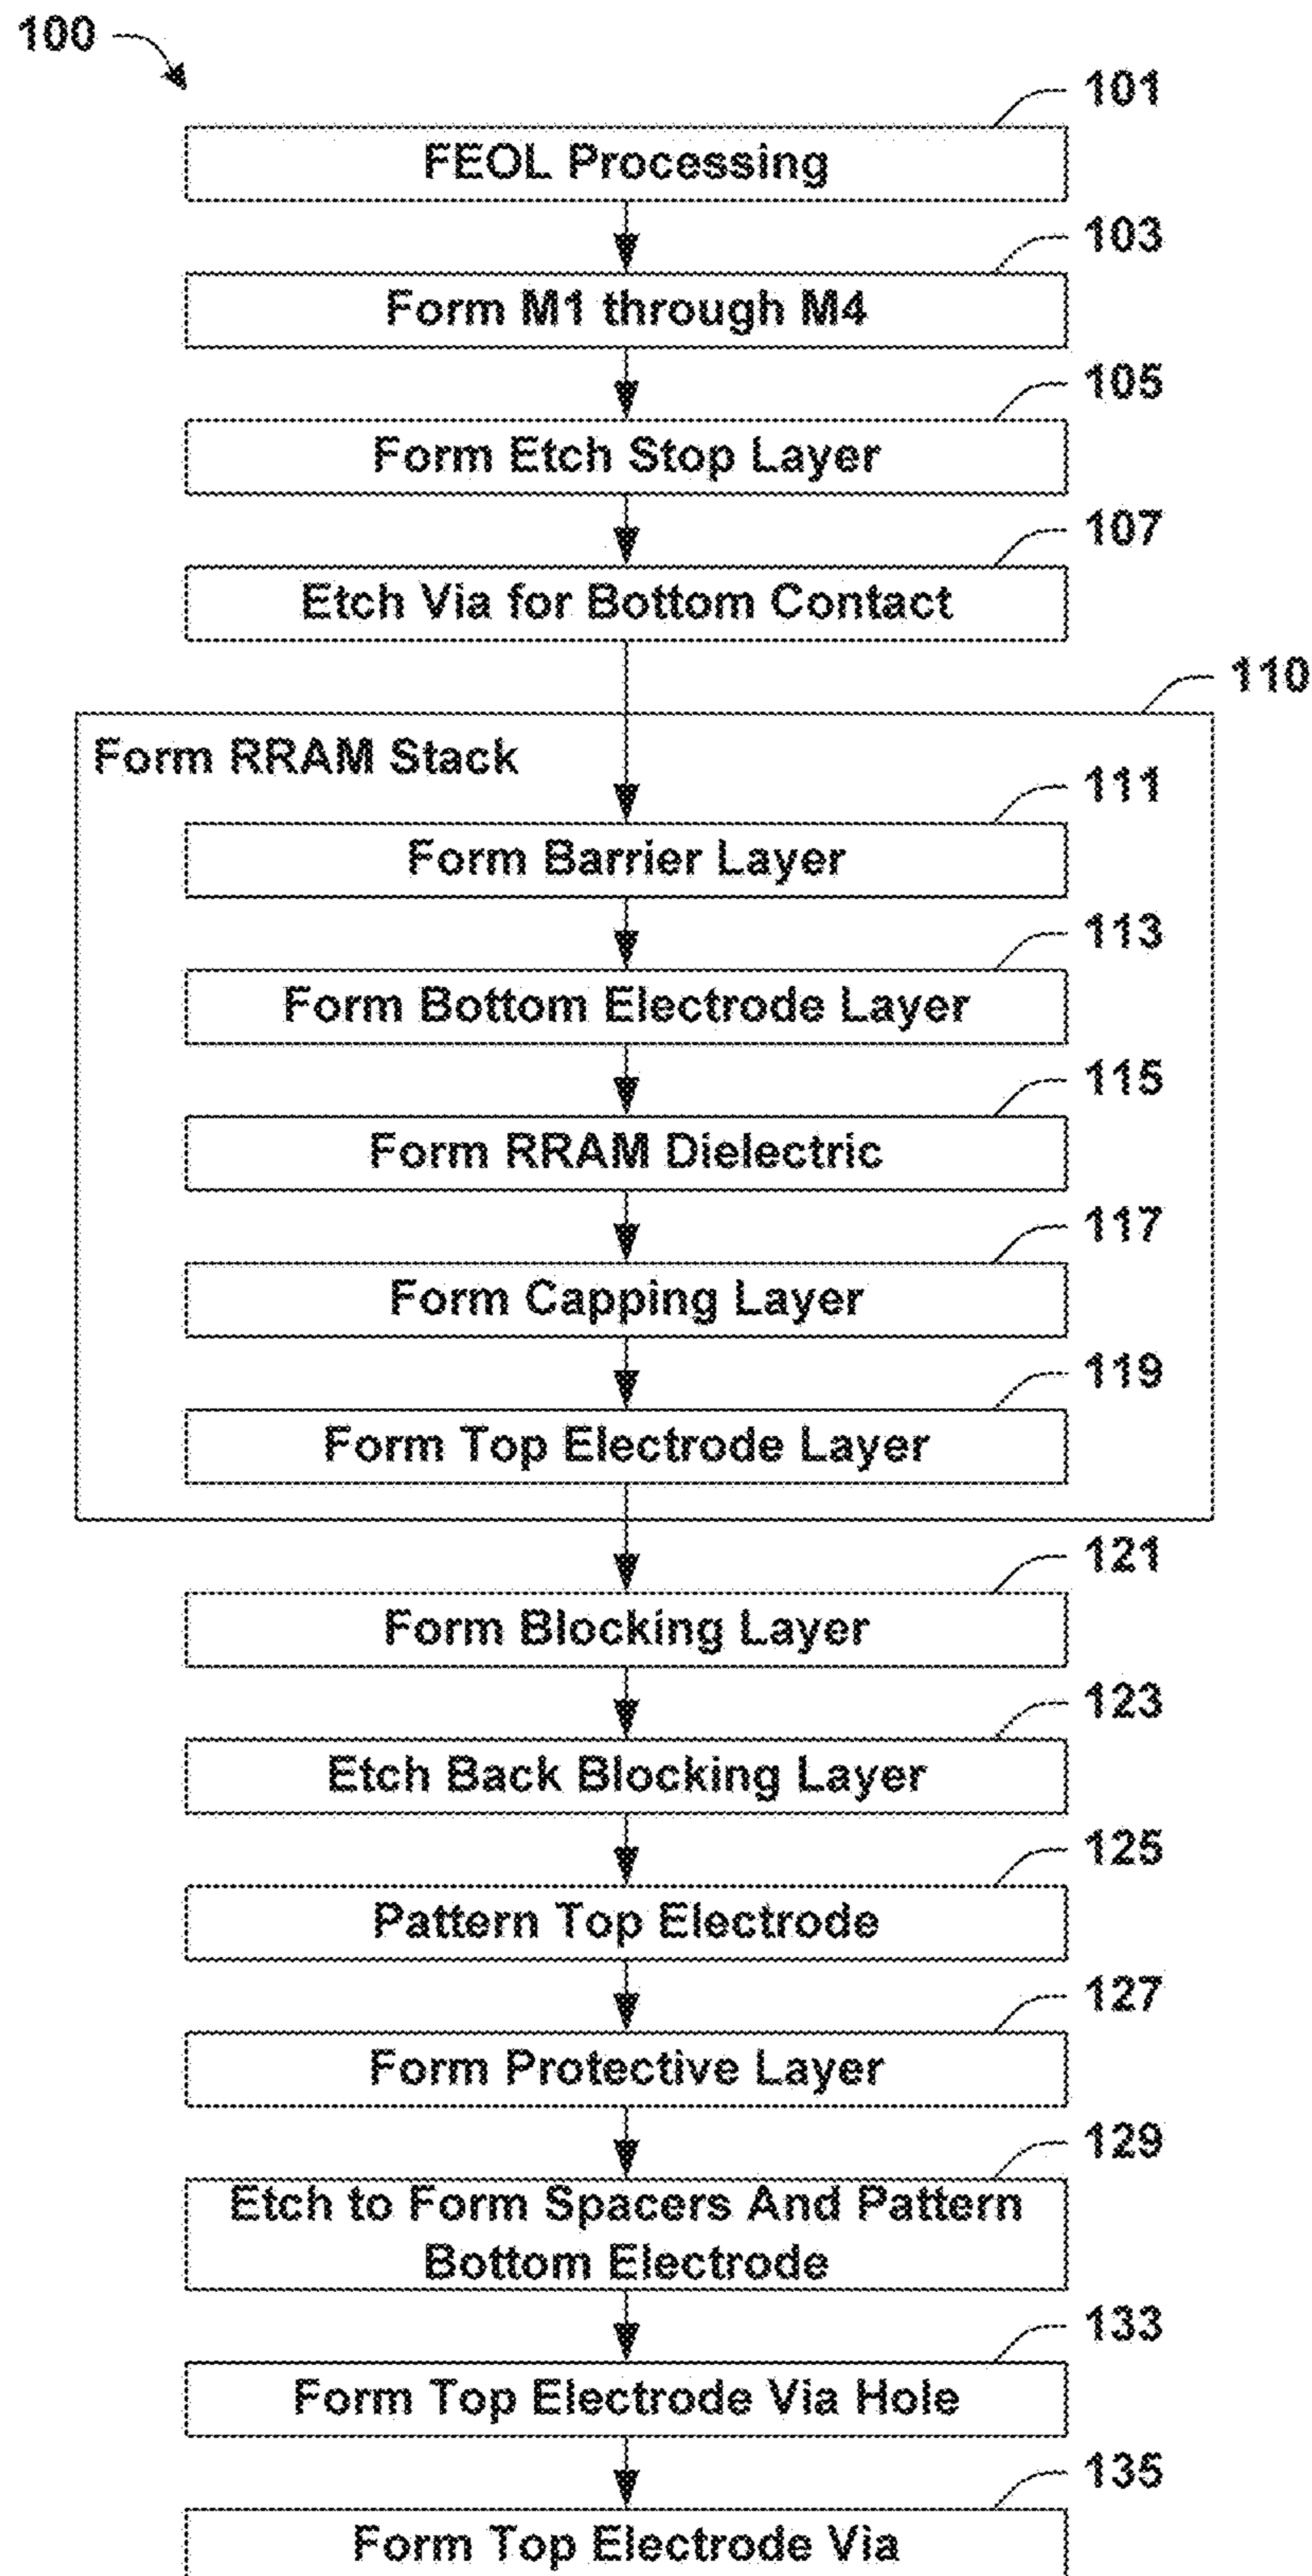 100
101
FEOL Processing
103
Form M1 through M4
105
Form Etch Stop Layer
107
Etch Via for Bottom Contact
110
Form RRAM Stack
111
Form Barrier Layer
113
Form Bottom Electrode Layer
115
Form RRAM Dielectric
117
Form Capping Layer
119
Form Top Electrode Layer
121
Form Blocking Layer
123
Etch Back Blocking Layer
125
Pattern Top Electrode
127
Form Protective Layer
129
Etch to Form Spacers And Pattern
Bottom Electrode
133
Form Top Electrode Via Hole
135
Form Top Electrode Via